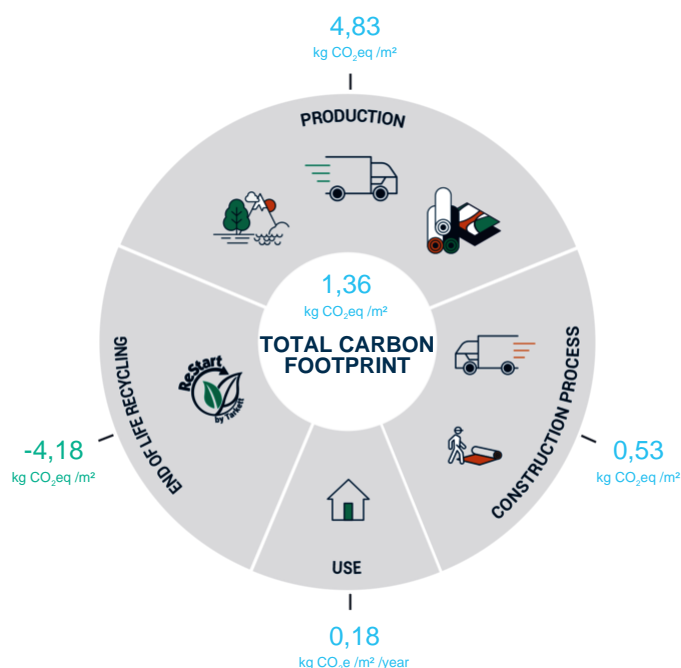 4,83
kg CO₂eq /m²
PRODUCTION
1,36
kg CO₂eq /m²
TOTAL CARBON
FOOTPRINT
END OF LIFE RECYCLING
ReStart
by Tarkett
CONSTRUCTION PROCESS
-4,18
kg CO₂eq /m²
0,53
kg CO₂eq /m²
USE
0,18
kg CO₂e /m² /year